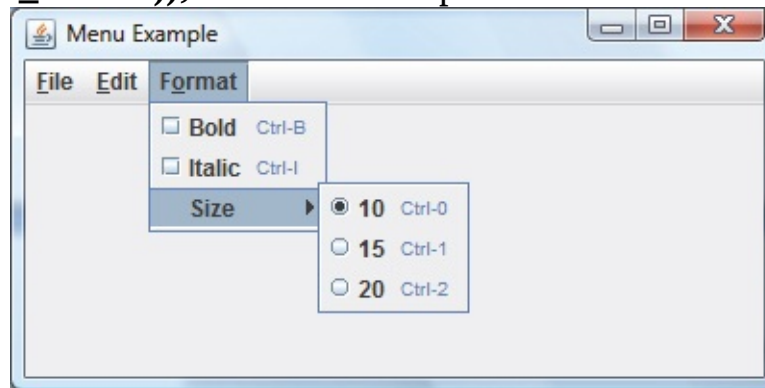 Menu Example
File Edit Format
Bold Ctrl-B
Italic Ctrl-I
Size
10 Ctrl-0
15 Ctrl-1
20 Ctrl-2